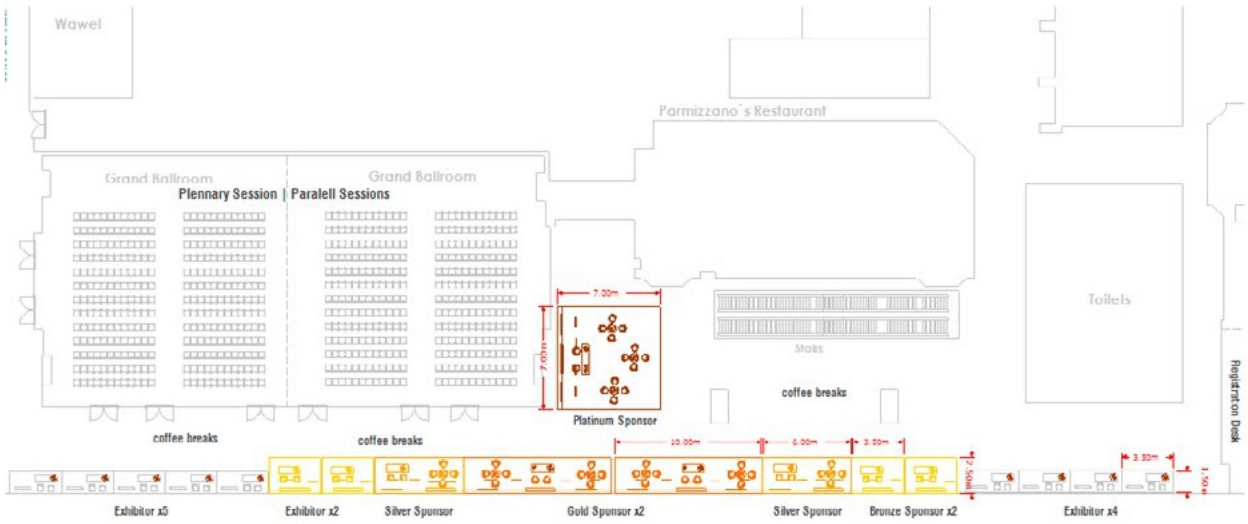 Wawel
Parmizzano´s Restaurant
Grand Ballroom
Grand Ballroom
Plennary Session | Paralell Sessions
7.00m
7.00m
Toilets
Stairs
coffee breaks
Registration Desk
Platinum Sponsor
coffee breaks
coffee breaks
10.00m
6.00m
3.50m
2.50m
3.50m
1.50m
Exhibitor x5
Exhibitor x2
Silver Sponsor
Gold Sponsor x2
Silver Sponsor
Bronze Sponsor x2
Exhibitor x4